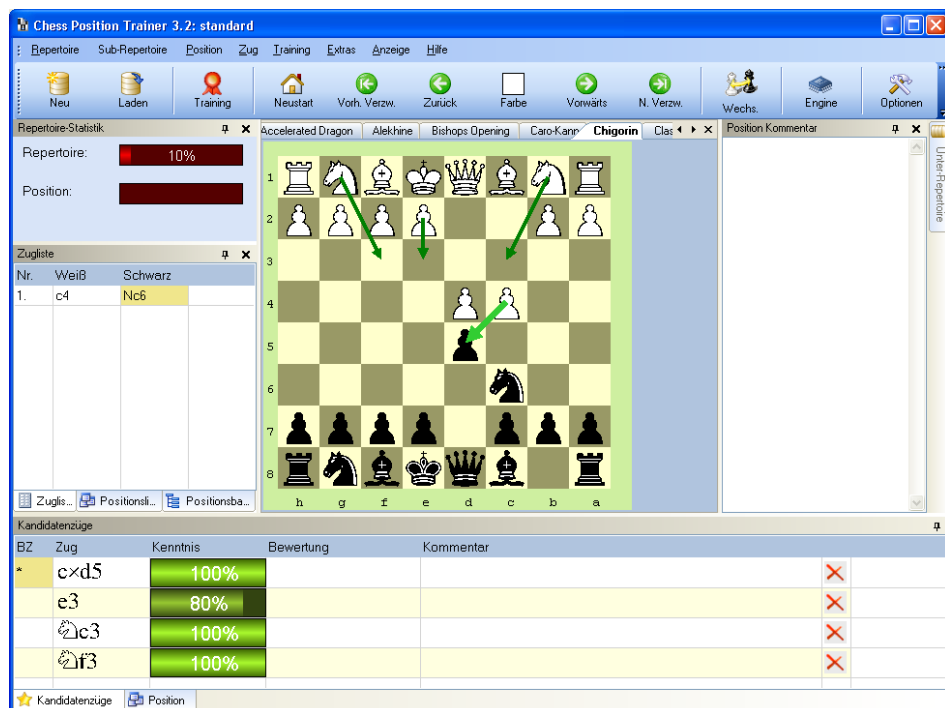 Chess Position Trainer 3.2: standard
Repertoire Sub-Repertoire Position Zug Training Extras Anzeige Hilfe
Neu Laden Training Neustart Vorh. Verzw. Zurück Farbe Vorwärts N. Verzw. Wechs. Engine Optionen
Repertoire-Statistik
Accelerated Dragon Alekhine Bishops Opening Caro-Kann Chigorin Clas
Position Kommentar
Unter-Repertoire
Repertoire: 10%
Position:
Zugliste
Nr. Weiß Schwarz
1. c4 Nc6
1
2
3
4
5
6
7
8
h g f e d c b a
Zuglis... Positionsli... Positionsba...
Kandidatenzüge
BZ Zug Kenntnis Bewertung Kommentar
* c×d5 100%
e3 80%
♘c3 100%
♘f3 100%
Kandidatenzüge Position